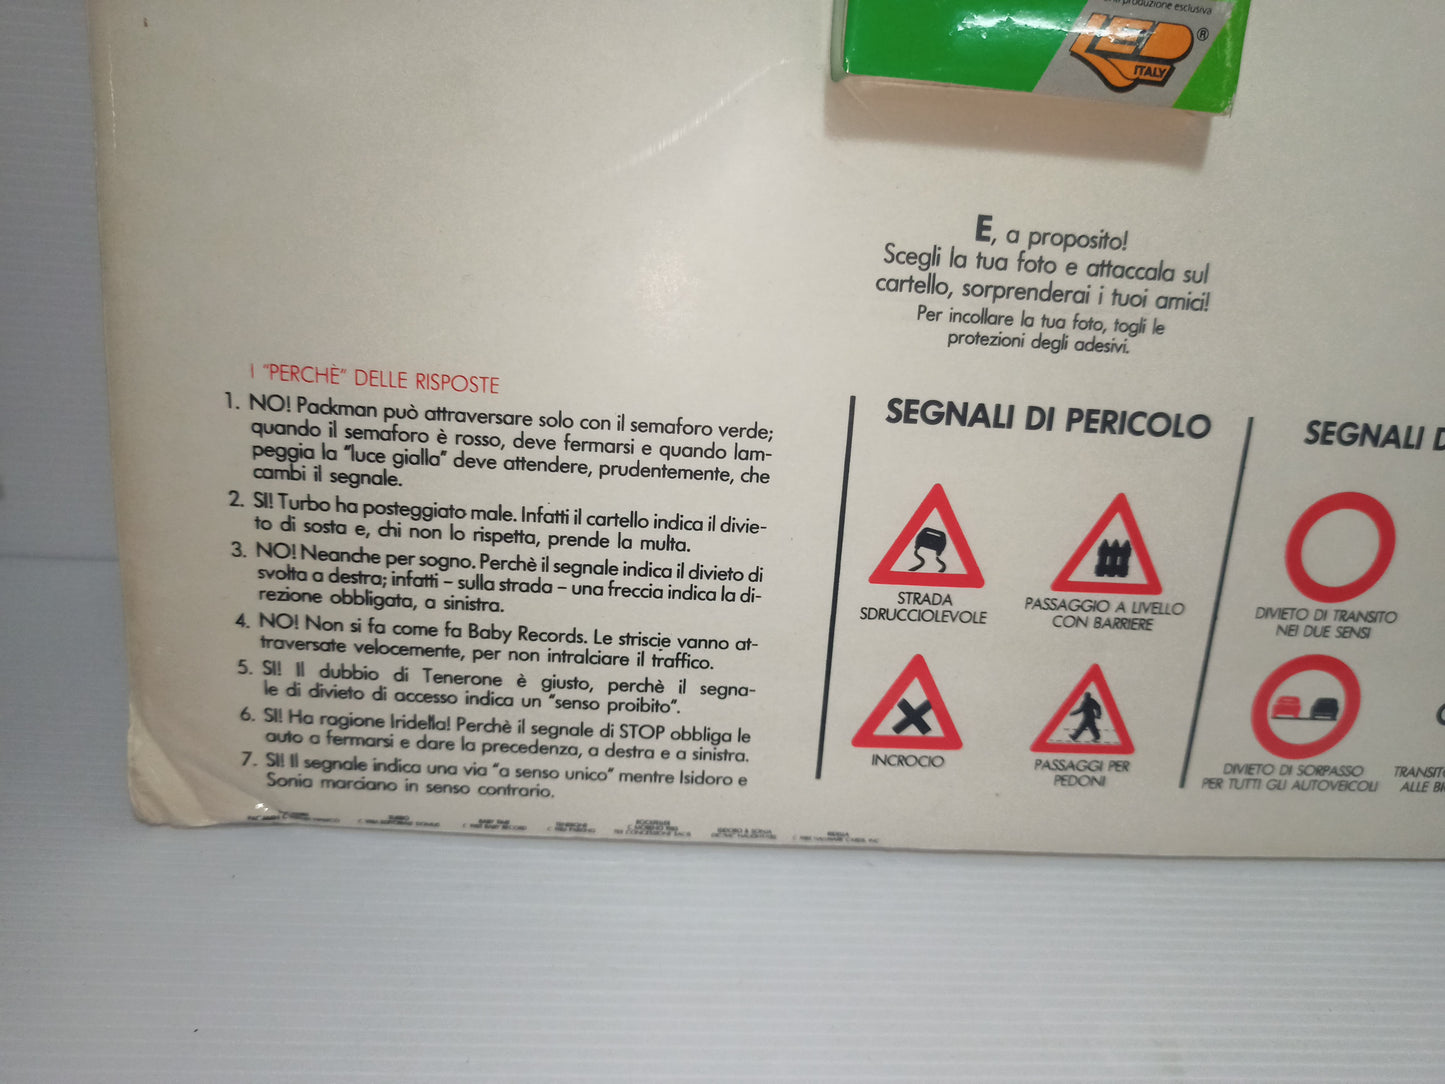 produzione esclusiva
LED®
ITALY
E, a proposito!
Scegli la tua foto e attaccala sul
cartello, sorprenderai i tuoi amici!
Per incollare la tua foto, togli le
protezioni degli adesivi.
I "PERCHÈ" DELLE RISPOSTE
1. NO! Packman può attraversare solo con il semaforo verde;
quando il semaforo è rosso, deve fermarsi e quando lam-
peggia la "luce gialla" deve attendere, prudentemente, che
cambi il segnale.
2. SI! Turbo ha posteggiato male. Infatti il cartello indica il divie-
to di sosta e, chi non lo rispetta, prende la multa.
3. NO! Neanche per sogno. Perchè il segnale indica il divieto di
svolta a destra; infatti – sulla strada – una freccia indica la di-
rezione obbligata, a sinistra.
4. NO! Non si fa come fa Baby Records. Le striscie vanno at-
traversate velocemente, per non intralciare il traffico.
5. SI! Il dubbio di Tenerone è giusto, perchè il segna-
le di divieto di accesso indica un "senso proibito".
6. SI! Ha ragione Iridella! Perchè il segnale di STOP obbliga le
auto a fermarsi e dare la precedenza, a destra e a sinistra.
7. SI! Il segnale indica una via "a senso unico" mentre Isidoro e
Sonia marciano in senso contrario.
SEGNALI DI PERICOLO
STRADA
SDRUCCIOLEVOLE
PASSAGGIO A LIVELLO
CON BARRIERE
INCROCIO
PASSAGGI PER
PEDONI
SEGNALI D
DIVIETO DI TRANSITO
NEI DUE SENSI
DIVIETO DI SORPASSO
PER TUTTI GLI AUTOVEICOLI
TRANSITO
ALLE BI